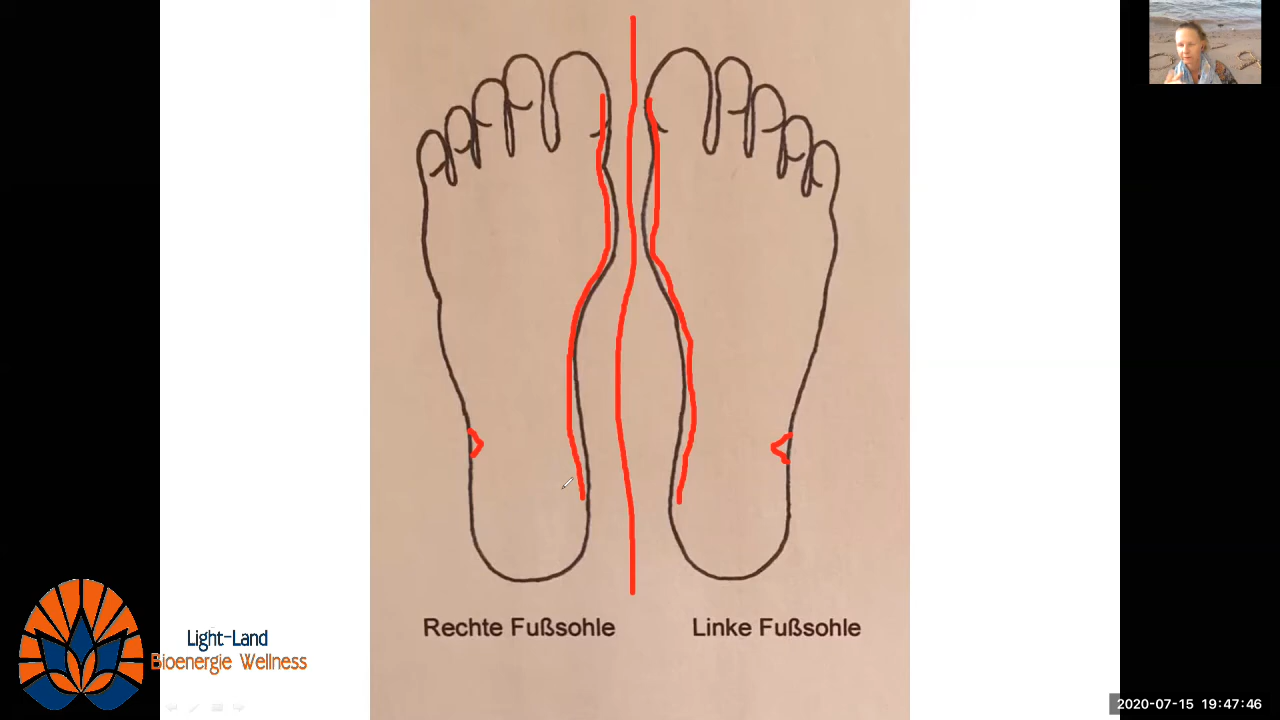 Rechte Fußsohle
Linke Fußsohle
Light-Land
Bioenergie Wellness
2020-07-15 19:47:46